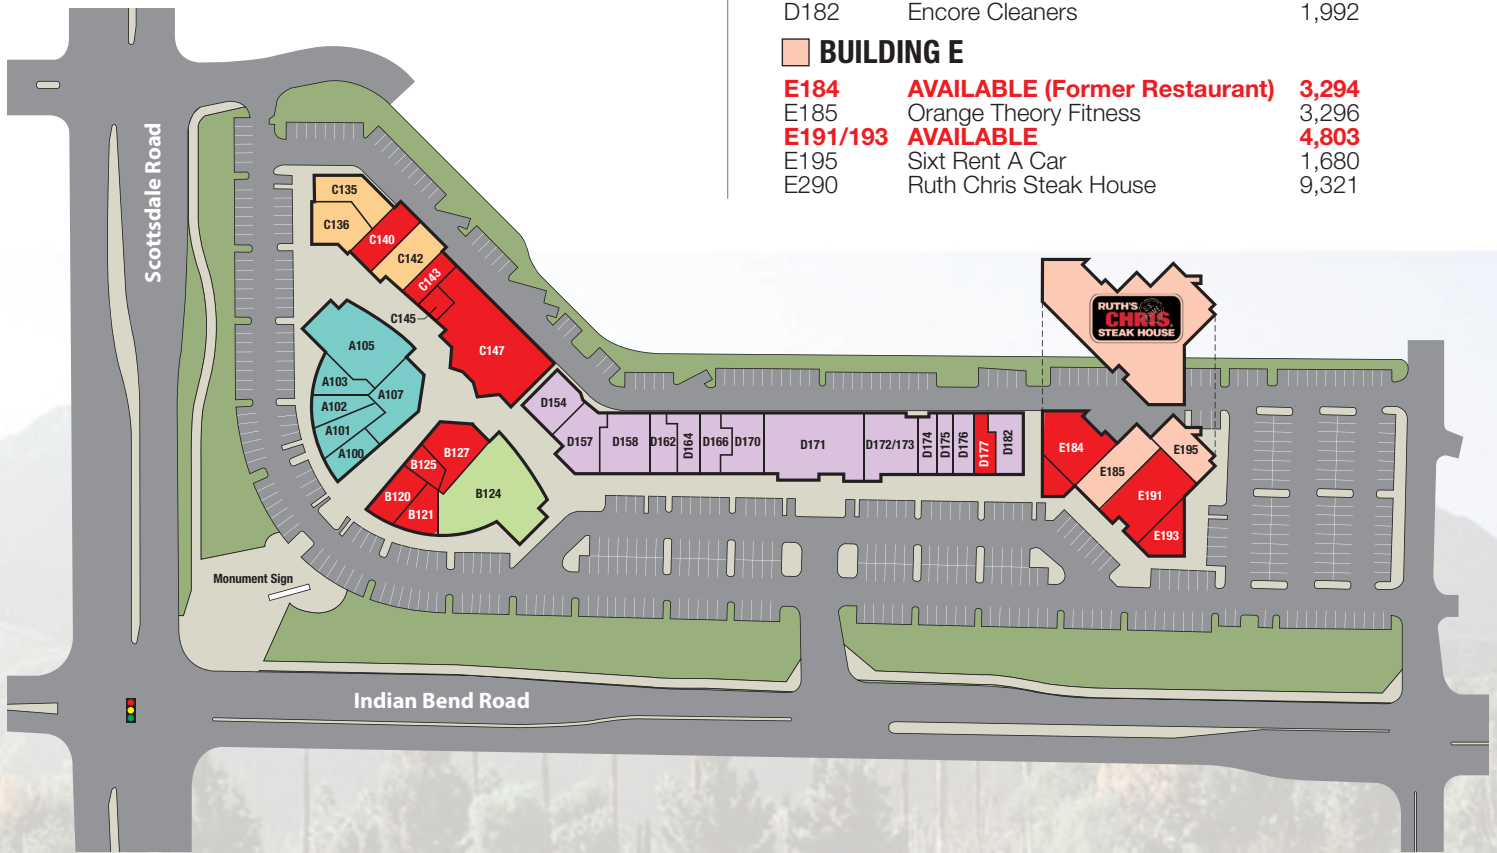 D182 Encore Cleaners 1,992
BUILDING E
E184 AVAILABLE (Former Restaurant) 3,294
E185 Orange Theory Fitness 3,296
E191/193 AVAILABLE 4,803
E195 Sixt Rent A Car 1,680
E290 Ruth Chris Steak House 9,321
Scottsdale Road
C135
C136
C140
C142
C143
C145
C147
RUTH'S
CHRIS
STEAK HOUSE
A105
A103
A107
A102
A101
A100
B127
B125
B124
B120
B121
D154
D157
D158
D162
D164
D166
D170
D171
D172/173
D174
D175
D176
D177
D182
E184
E185
E195
E191
E193
Monument Sign
Indian Bend Road